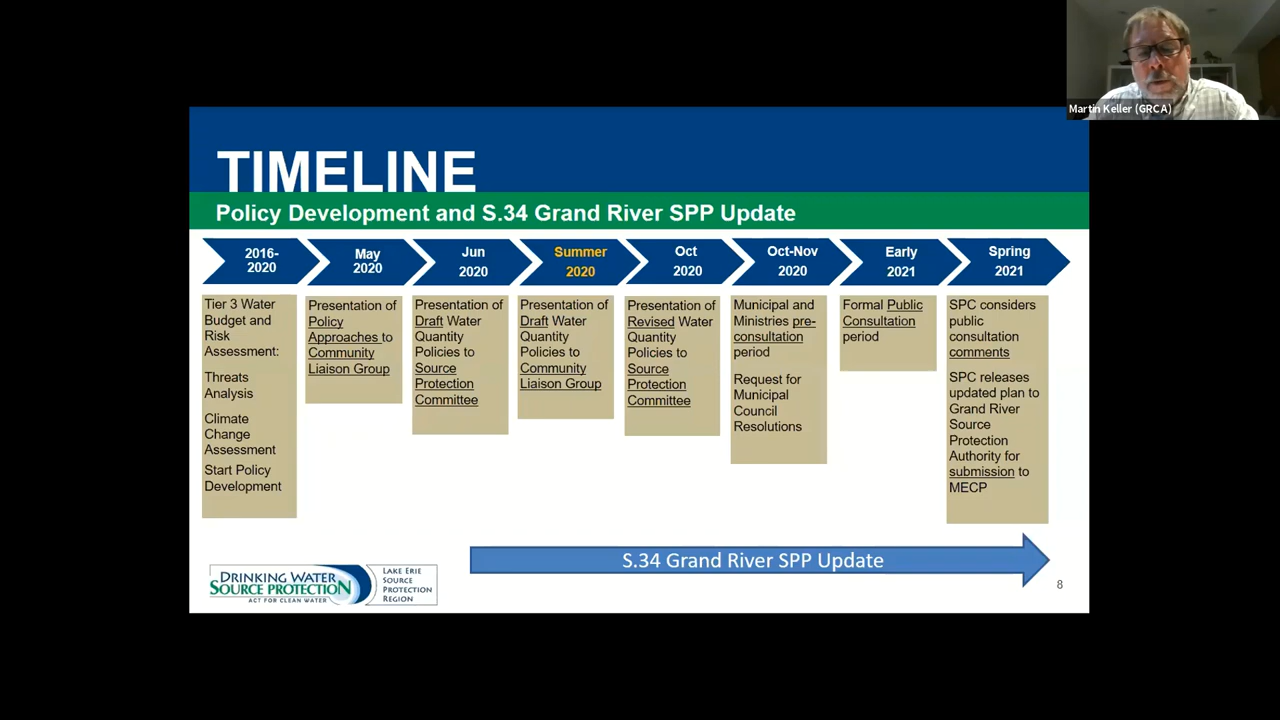 Martin Keller (GRCA)
TIMELINE
Policy Development and S.34 Grand River SPP Update
2016-
2020
May
2020
Jun
2020
Summer
2020
Oct
2020
Oct-Nov
2020
Early
2021
Spring
2021
Tier 3 Water
Budget and
Risk
Assessment:
Threats
Analysis
Climate
Change
Assessment
Start Policy
Development
Presentation of
Policy
Approaches to
Community
Liaison Group
Presentation of
Draft Water
Quantity
Policies to
Source
Protection
Committee
Presentation of
Draft Water
Quantity
Policies to
Community
Liaison Group
Presentation of
Revised Water
Quantity
Policies to
Source
Protection
Committee
Municipal and
Ministries pre-
consultation
period
Request for
Municipal
Council
Resolutions
Formal Public
Consultation
period
SPC considers
public
consultation
comments
SPC releases
updated plan to
Grand River
Source
Protection
Authority for
submission to
MECP
S.34 Grand River SPP Update
DRINKING WATER
SOURCE PROTECTION
ACT FOR CLEAN WATER
LAKE ERIE
SOURCE
PROTECTION
REGION
8